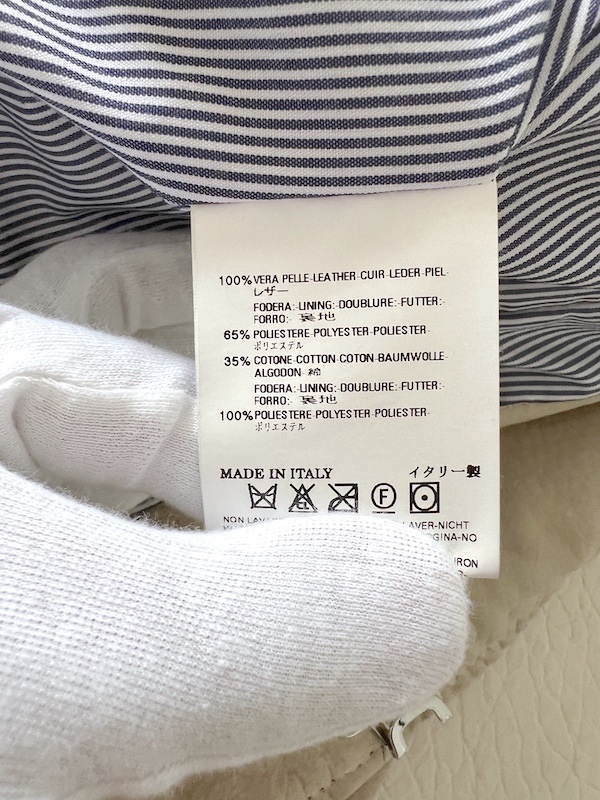 100% VERA PELLE-LEATHER-CUIR-LEDER-PIEL-
レザー
FODERA:-LINING:-DOUBLURE:-FUTTER:-
FORRO:- 裏地
65% POLIESTERE-POLYESTER-POLIESTER-
ポリエステル
35% COTONE-COTTON-COTON-BAUMWOLLE-
ALGODON- 綿
FODERA:-LINING:-DOUBLURE:-FUTTER:-
FORRO:- 裏地
100% POLIESTERE-POLYESTER-POLIESTER-
ポリエステル
MADE IN ITALY イタリー製
CL F
NON LAV LAVER-NICHT
GINA-NO
IRON